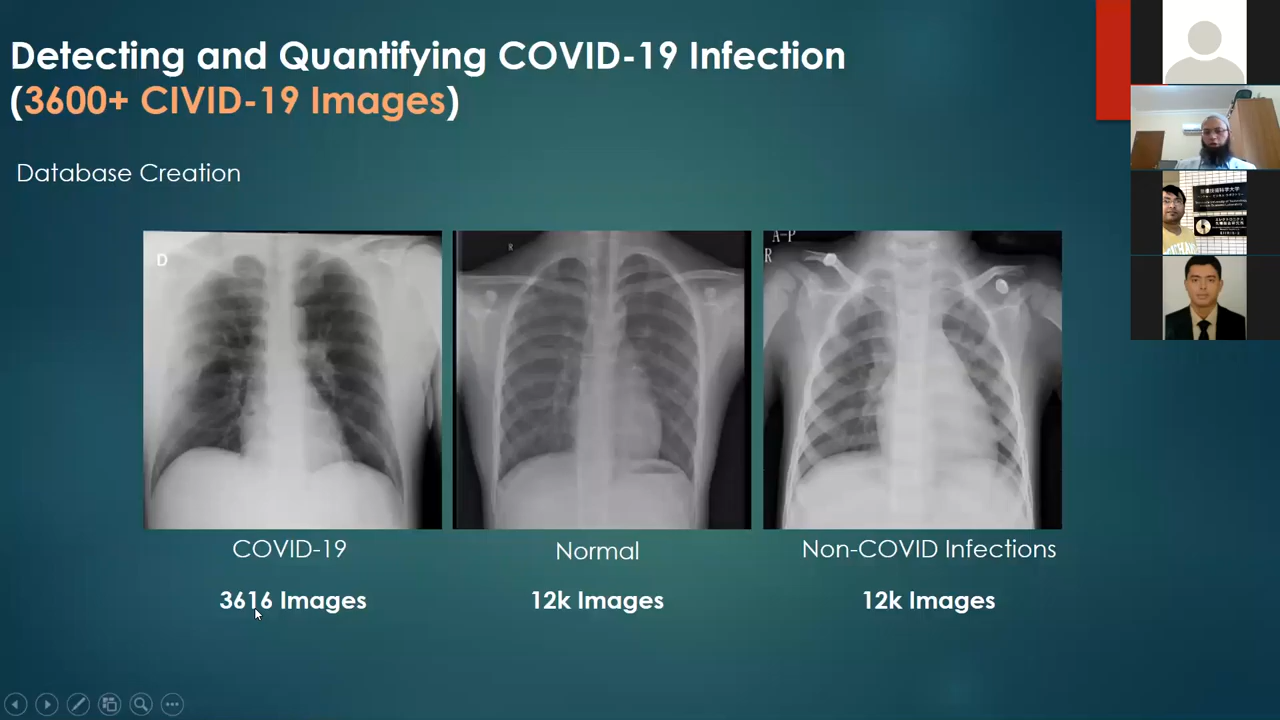 Detecting and Quantifying COVID-19 Infection
(3600+ CIVID-19 Images)
Database Creation
D
R
A-P
R
COVID-19
Normal
Non-COVID Infections
3616 Images
12k Images
12k Images